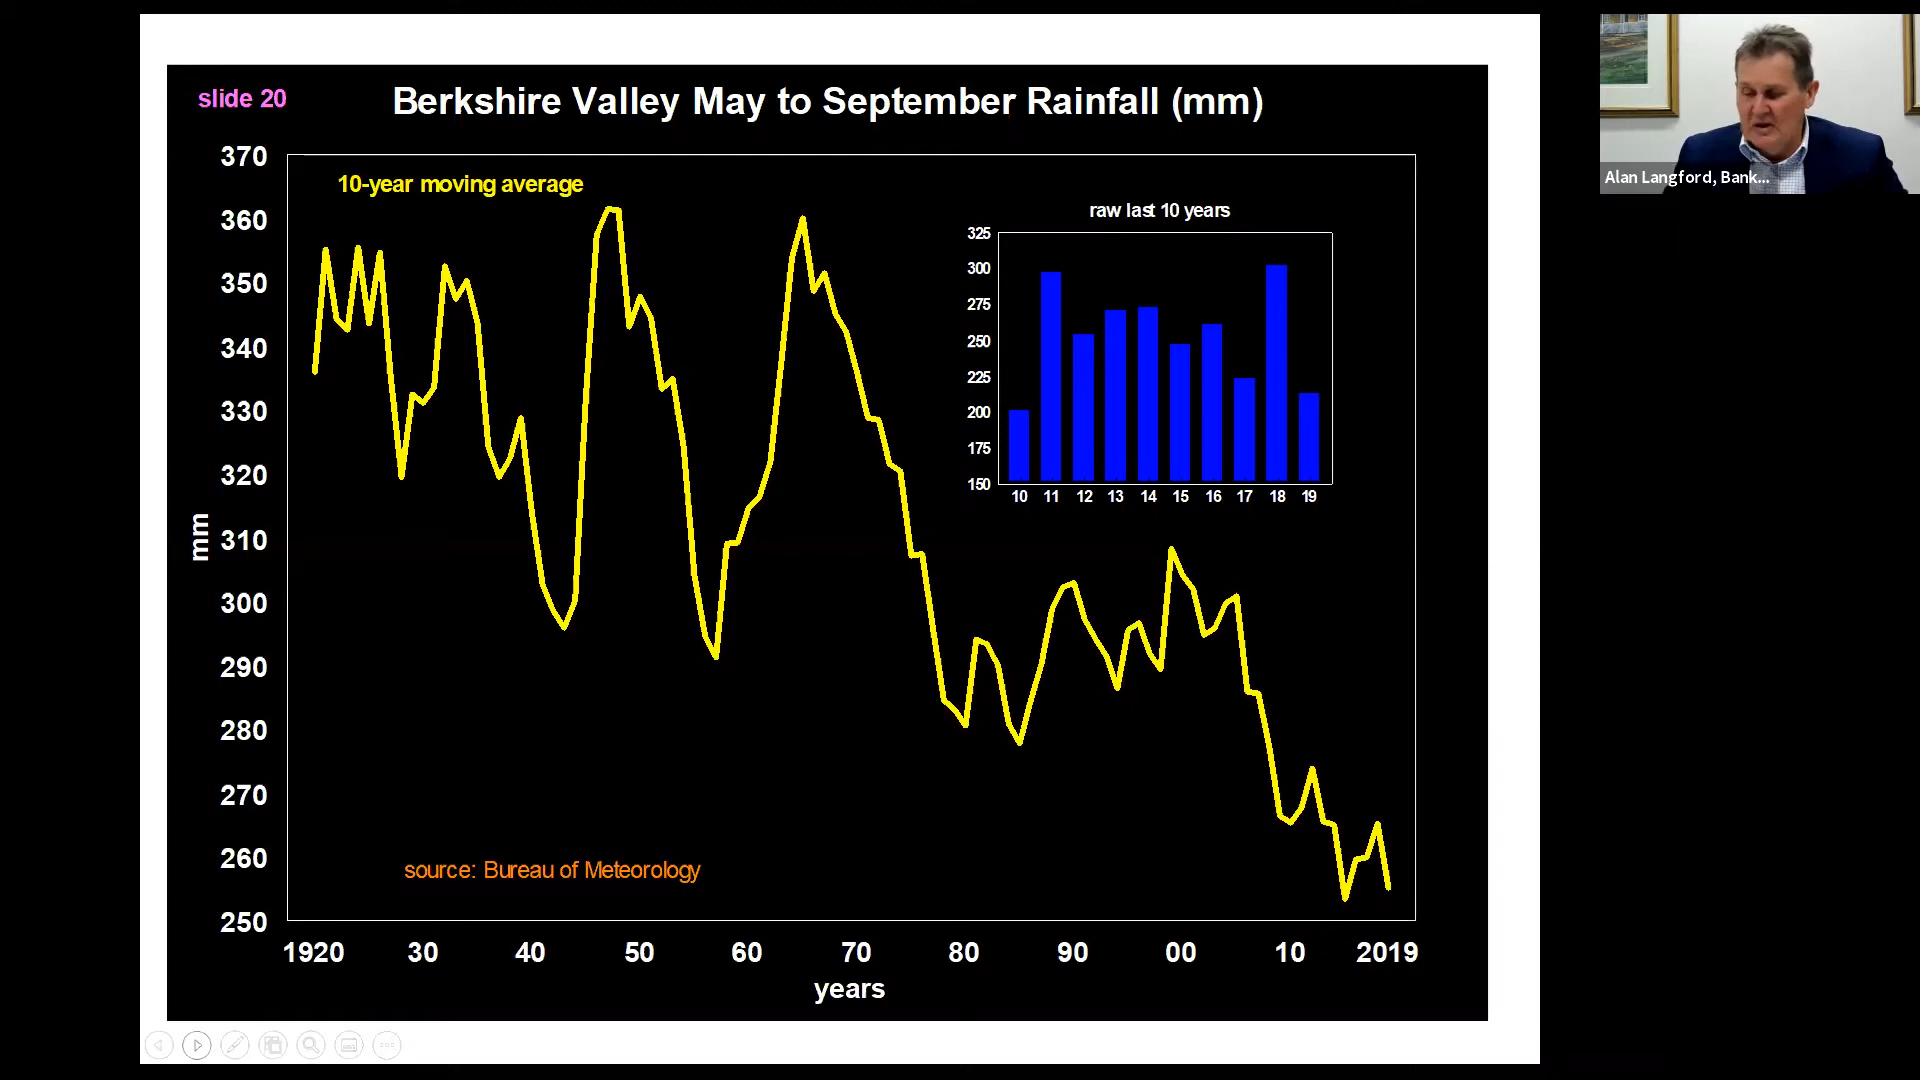 slide 20
Berkshire Valley May to September Rainfall (mm)
10-year moving average
370
360
350
340
330
320
310
300
290
280
270
260
250
mm
raw last 10 years
325
300
275
250
225
200
175
150
10 11 12 13 14 15 16 17 18 19
source: Bureau of Meteorology
1920 30 40 50 60 70 80 90 00 10 2019
years
Alan Langford, Bank...